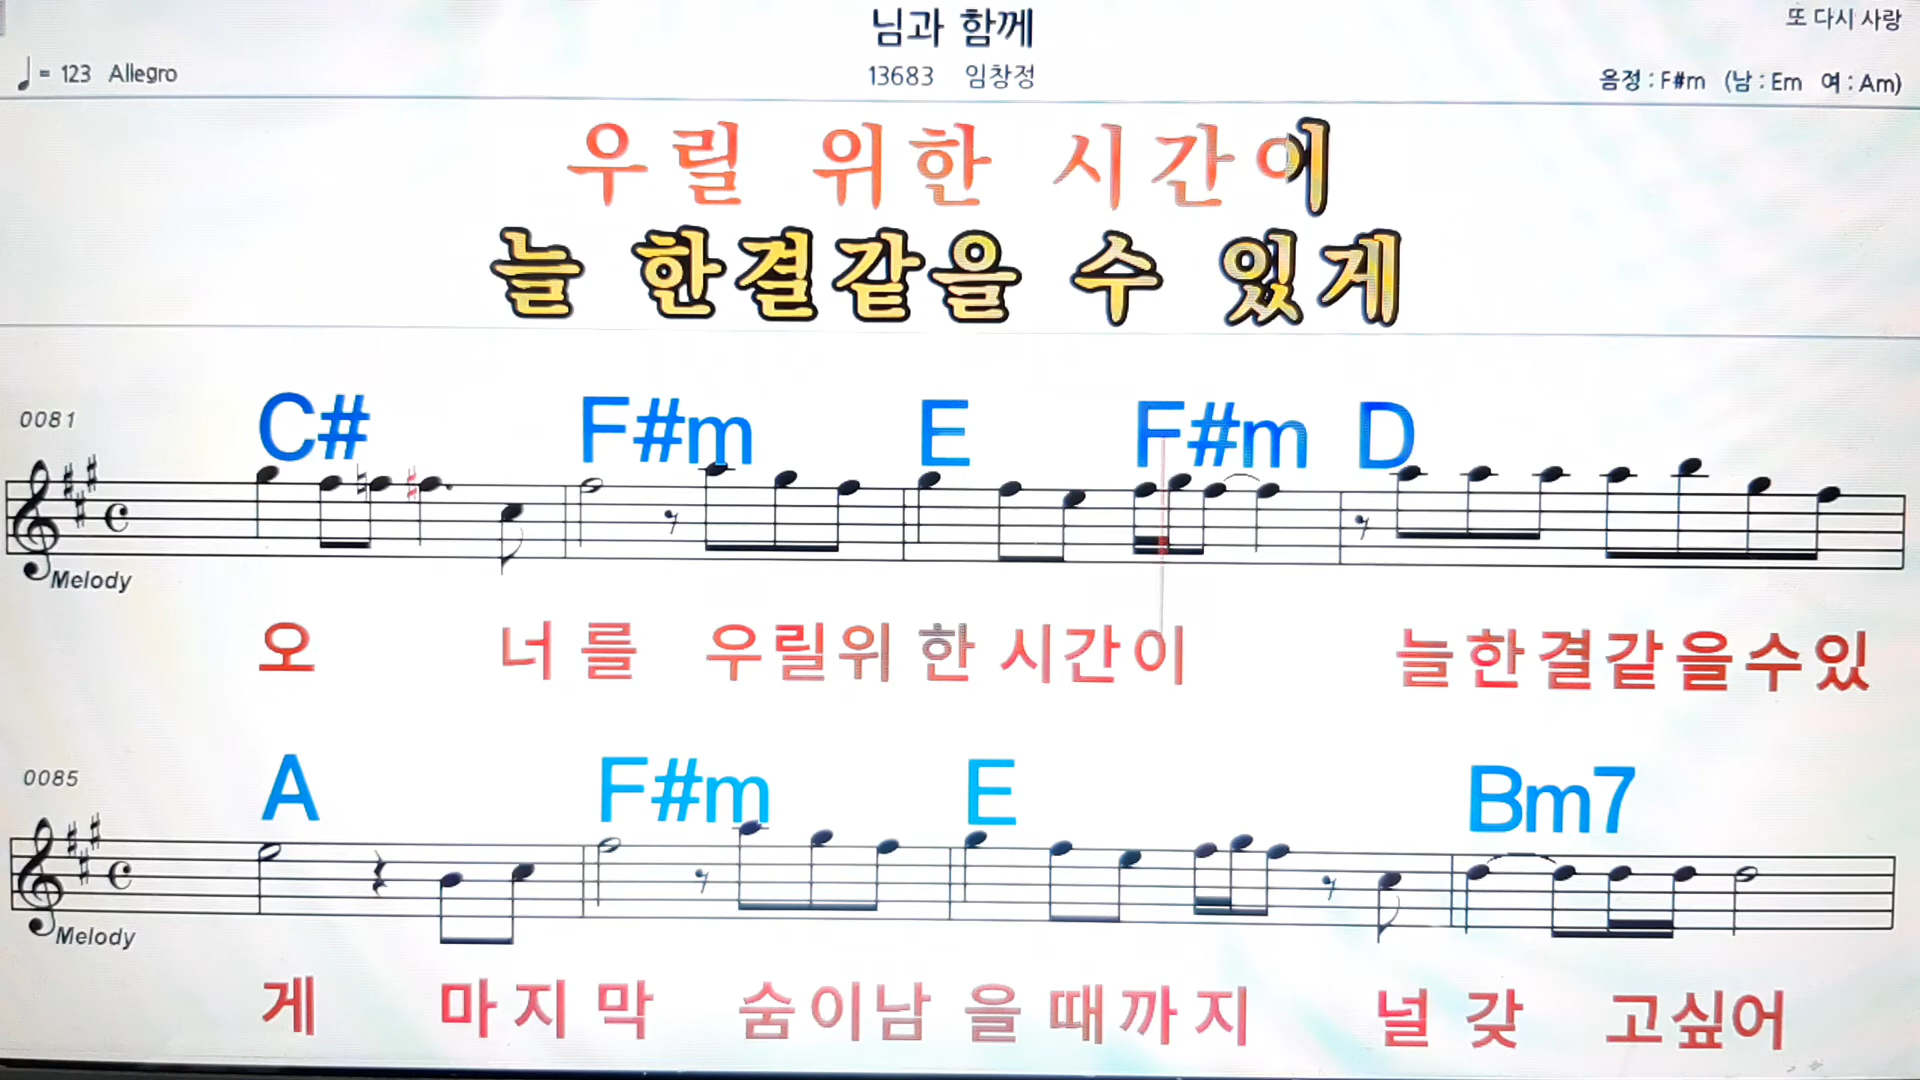 님과 함께
또 다시 사랑
♩ = 123 Allegro
13683 임창정
음정 : F#m (남 : Em 여 : Am)
우릴 위한 시간이
늘 한결같을 수 있게
0081
C# F#m E F#m D
Melody
오 너를 우릴위한 시간이 늘한결같을수있
0085
A F#m E Bm7
Melody
게 마지막 숨이남을때까지 널갖고싶어